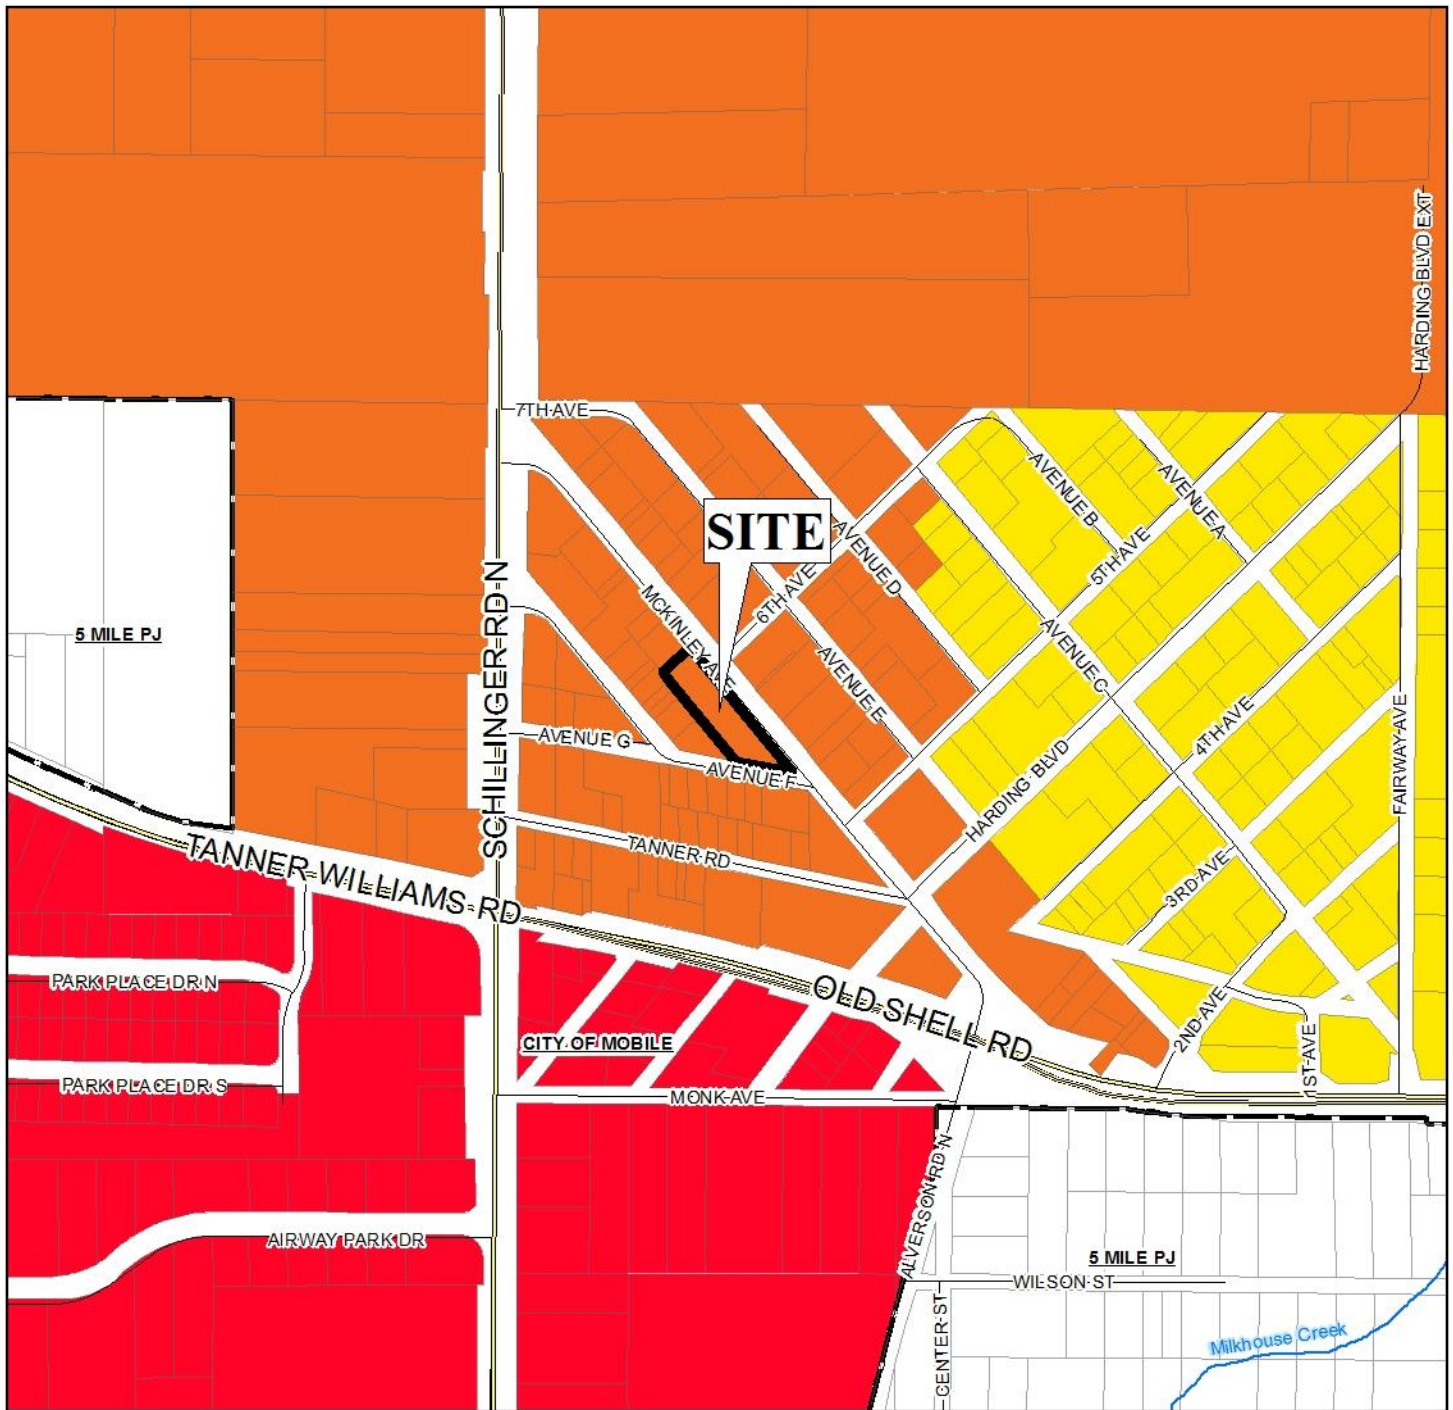 HARDING BLVD EXIT
7TH AVE
SITE
AVENUE B
AVENUE A
AVENUE D
5TH AVE
6TH AVE
MCKINLEY AVE
SCHILLINGER RD N
5 MILE PJ
AVENUE C
AVENUE E
4TH AVE
FAIRWAY AVE
AVENUE G
AVENUE F
HARDING BLVD
TANNER RD
TANNER WILLIAMS RD
3RD AVE
PARK PLACE DR N
OLD SHELL RD
2ND AVE
CITY OF MOBILE
1ST AVE
PARK PLACE DR S
MONK AVE
ALVERSON RD N
AIRWAY PARK DR
5 MILE PJ
WILSON ST
CENTER ST
Milkhouse Creek